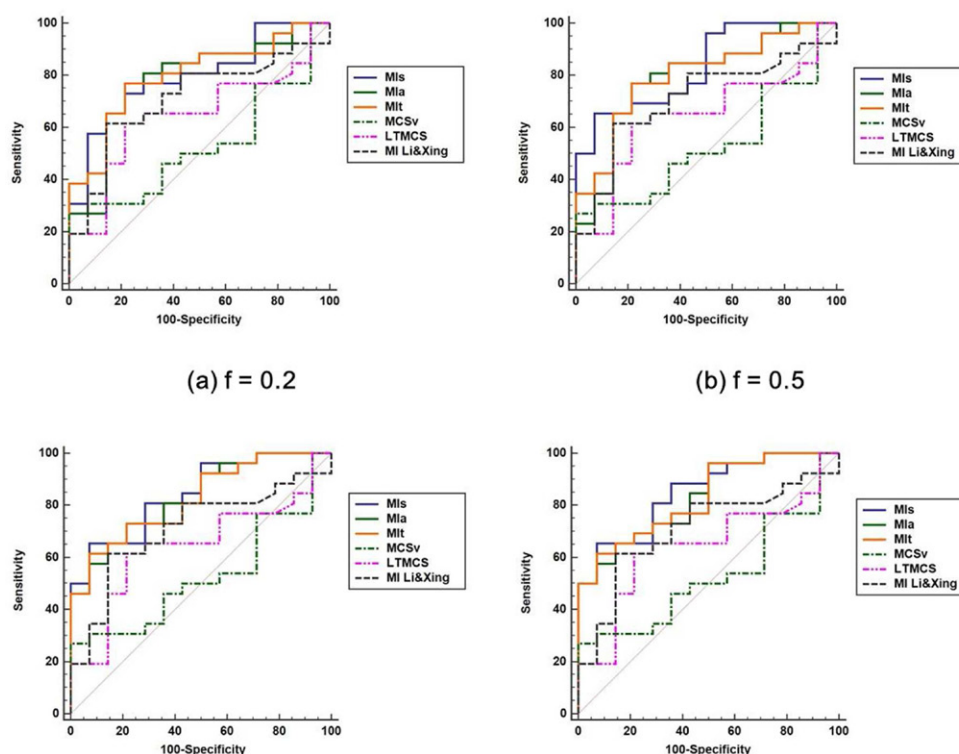 100
80
60
40
20
0
Sensitivity
0 20 40 60 80 100
100-Specificity
MIs
MIa
MIt
MCSv
LTMCS
MI Li&Xing
100
80
60
40
20
0
Sensitivity
0 20 40 60 80 100
100-Specificity
MIs
MIa
MIt
MCSv
LTMCS
MI Li&Xing
(a) f = 0.2
(b) f = 0.5
100
80
60
40
20
0
Sensitivity
0 20 40 60 80 100
100-Specificity
MIs
MIa
MIt
MCSv
LTMCS
MI Li&Xing
100
80
60
40
20
0
Sensitivity
0 20 40 60 80 100
100-Specificity
MIs
MIa
MIt
MCSv
LTMCS
MI Li&Xing